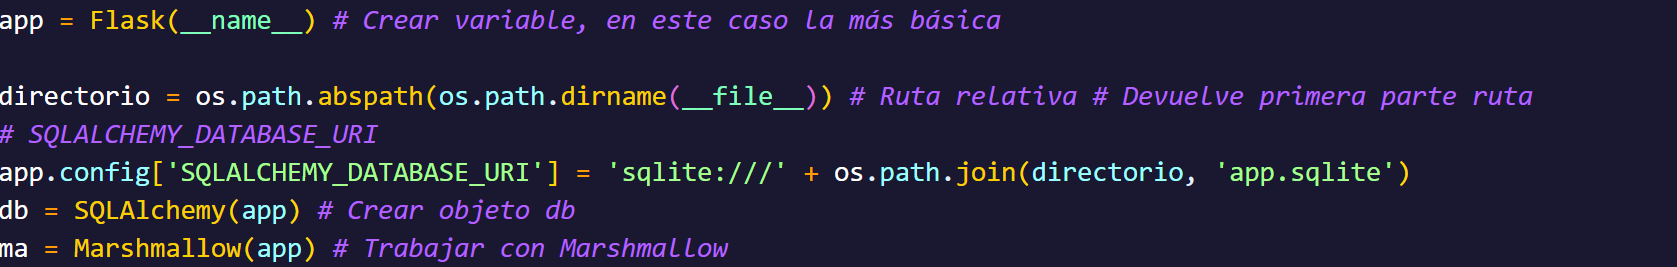 app = Flask(__name__) # Crear variable, en este caso la más básica
directorio = os.path.abspath(os.path.dirname(__file__)) # Ruta relativa # Devuelve primera parte ruta
# SQLALCHEMY_DATABASE_URI
app.config['SQLALCHEMY_DATABASE_URI'] = 'sqlite:///' + os.path.join(directorio, 'app.sqlite')
db = SQLAlchemy(app) # Crear objeto db
ma = Marshmallow(app) # Trabajar con Marshmallow